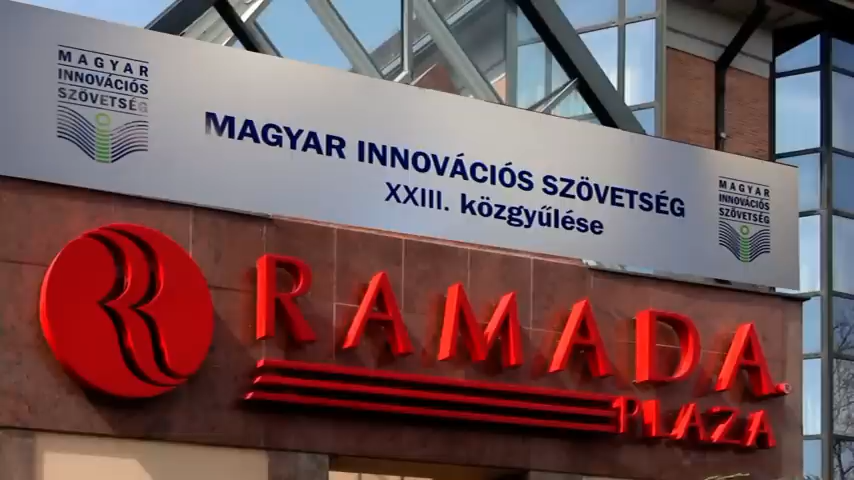 MAGYAR
INNOVÁCIÓS
SZÖVETSÉG
MAGYAR INNOVÁCIÓS SZÖVETSÉG
XXIII. közgyűlése
MAGYAR
INNOVÁCIÓS
SZÖVETSÉG
RAMADA
PLAZA